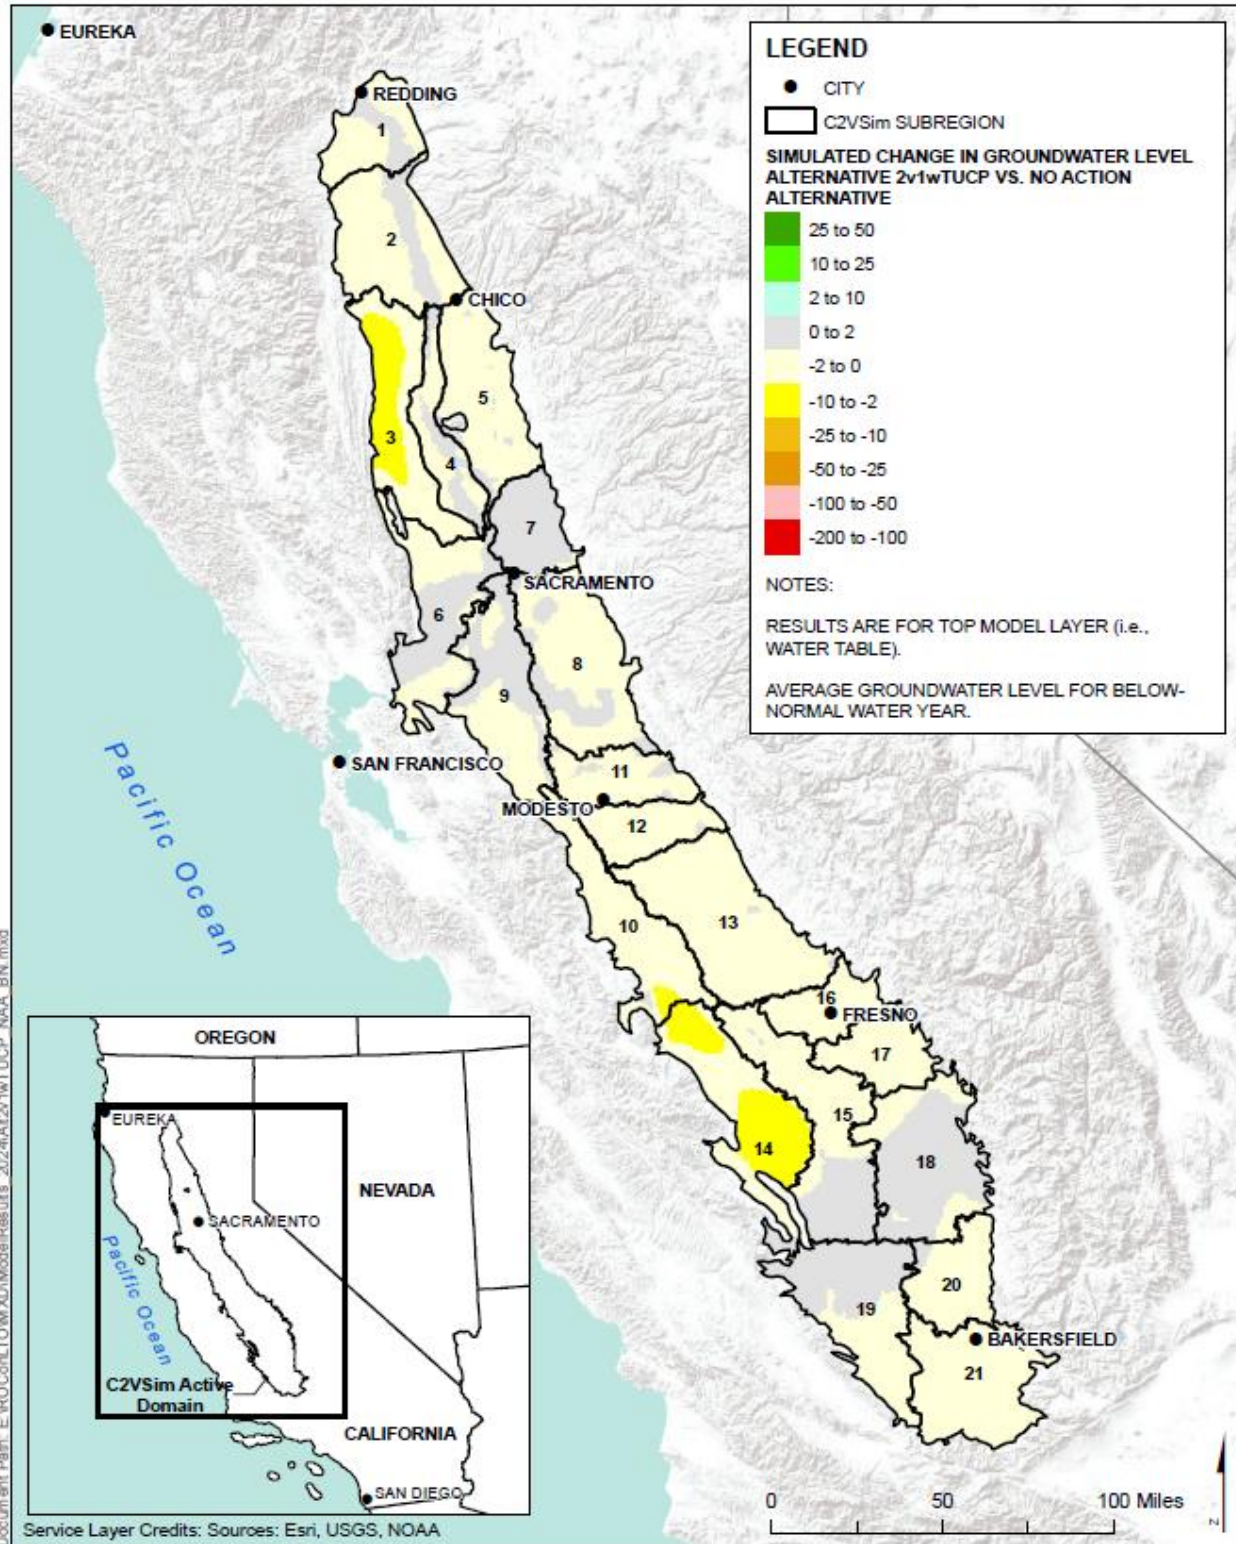 EUREKA
REDDING
1
2
CHICO
5
3
4
7
SACRAMENTO
6
8
9
SAN FRANCISCO
11
MODESTO
12
10
13
16
FRESNO
17
15
14
18
20
19
BAKERSFIELD
21
Pacific Ocean
LEGEND
CITY
C2VSim SUBREGION
SIMULATED CHANGE IN GROUNDWATER LEVEL
ALTERNATIVE 2v1wTUCP VS. NO ACTION
ALTERNATIVE
25 to 50
10 to 25
2 to 10
0 to 2
-2 to 0
-10 to -2
-25 to -10
-50 to -25
-100 to -50
-200 to -100
NOTES:
RESULTS ARE FOR TOP MODEL LAYER (i.e.,
WATER TABLE).
AVERAGE GROUNDWATER LEVEL FOR BELOW-
NORMAL WATER YEAR.
OREGON
EUREKA
NEVADA
SACRAMENTO
Pacific Ocean
C2VSim Active
Domain
CALIFORNIA
SAN DIEGO
0 50 100 Miles
N
Service Layer Credits: Sources: Esri, USGS, NOAA